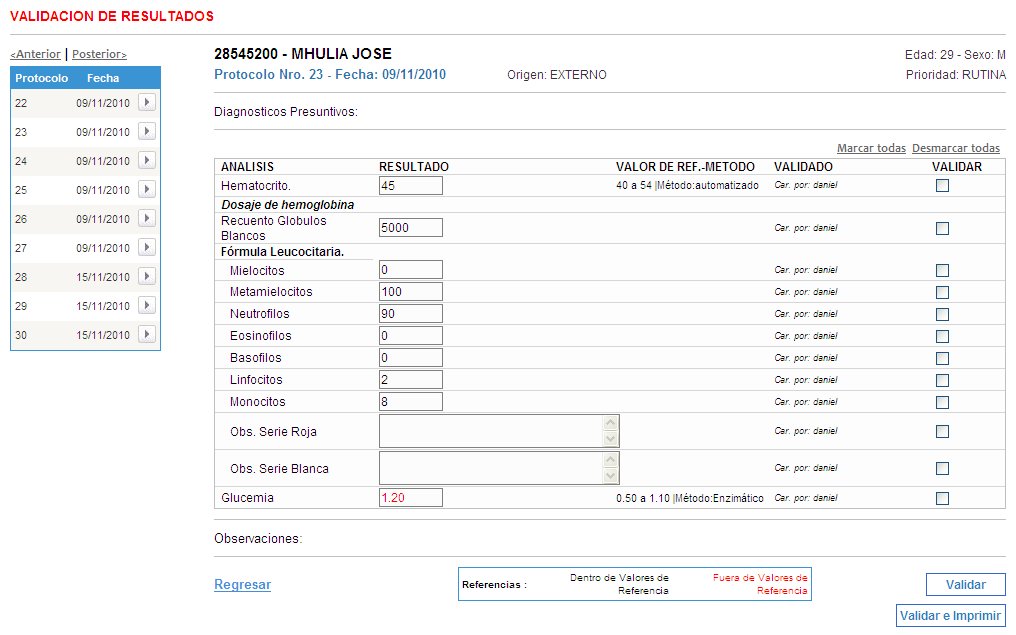 VALIDACION DE RESULTADOS
<Anterior | Posterior>
Protocolo Fecha
22 09/11/2010
23 09/11/2010
24 09/11/2010
25 09/11/2010
26 09/11/2010
27 09/11/2010
28 15/11/2010
29 15/11/2010
30 15/11/2010
28545200 - MHULIA JOSE
Edad: 29 - Sexo: M
Protocolo Nro. 23 - Fecha: 09/11/2010 Origen: EXTERNO
Prioridad: RUTINA
Diagnosticos Presuntivos:
Marcar todas Desmarcar todas
ANALISIS RESULTADO VALOR DE REF.-METODO VALIDADO VALIDAR
Hematocrito. 45 40 a 54 |Método:automatizado Car. por: daniel
Dosaje de hemoglobina
Recuento Globulos
Blancos 5000 Car. por: daniel
Fórmula Leucocitaria.
Mielocitos 0 Car. por: daniel
Metamielocitos 100 Car. por: daniel
Neutrofilos 90 Car. por: daniel
Eosinofilos 0 Car. por: daniel
Basofilos 0 Car. por: daniel
Linfocitos 2 Car. por: daniel
Monocitos 8 Car. por: daniel
Obs. Serie Roja Car. por: daniel
Obs. Serie Blanca Car. por: daniel
Glucemia 1.20 0.50 a 1.10 |Método:Enzimático Car. por: daniel
Observaciones:
Regresar
Referencias :
Dentro de Valores de
Referencia
Fuera de Valores de
Referencia
Validar
Validar e Imprimir